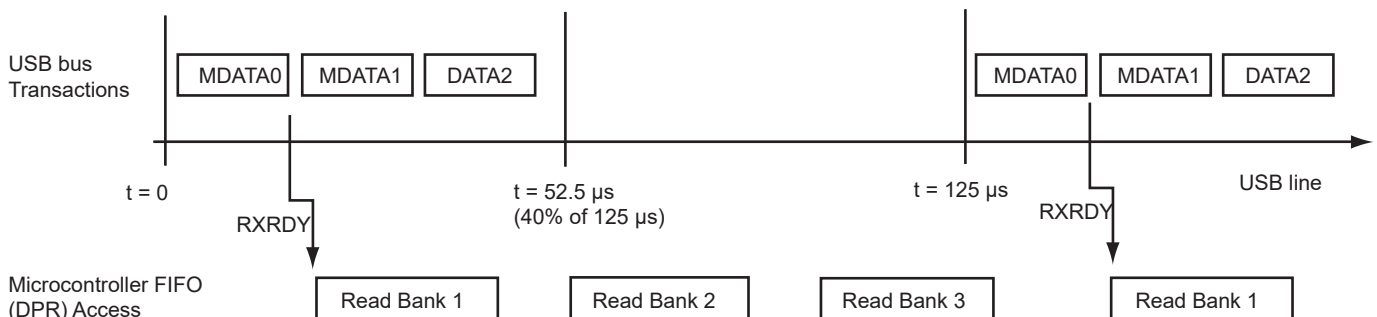 USB bus
Transactions
MDATA0 MDATA1 DATA2 MDATA0 MDATA1 DATA2
t = 0
t = 52.5 µs
(40% of 125 µs)
t = 125 µs
USB line
RXRDY
RXRDY
Microcontroller FIFO
(DPR) Access
Read Bank 1 Read Bank 2 Read Bank 3 Read Bank 1